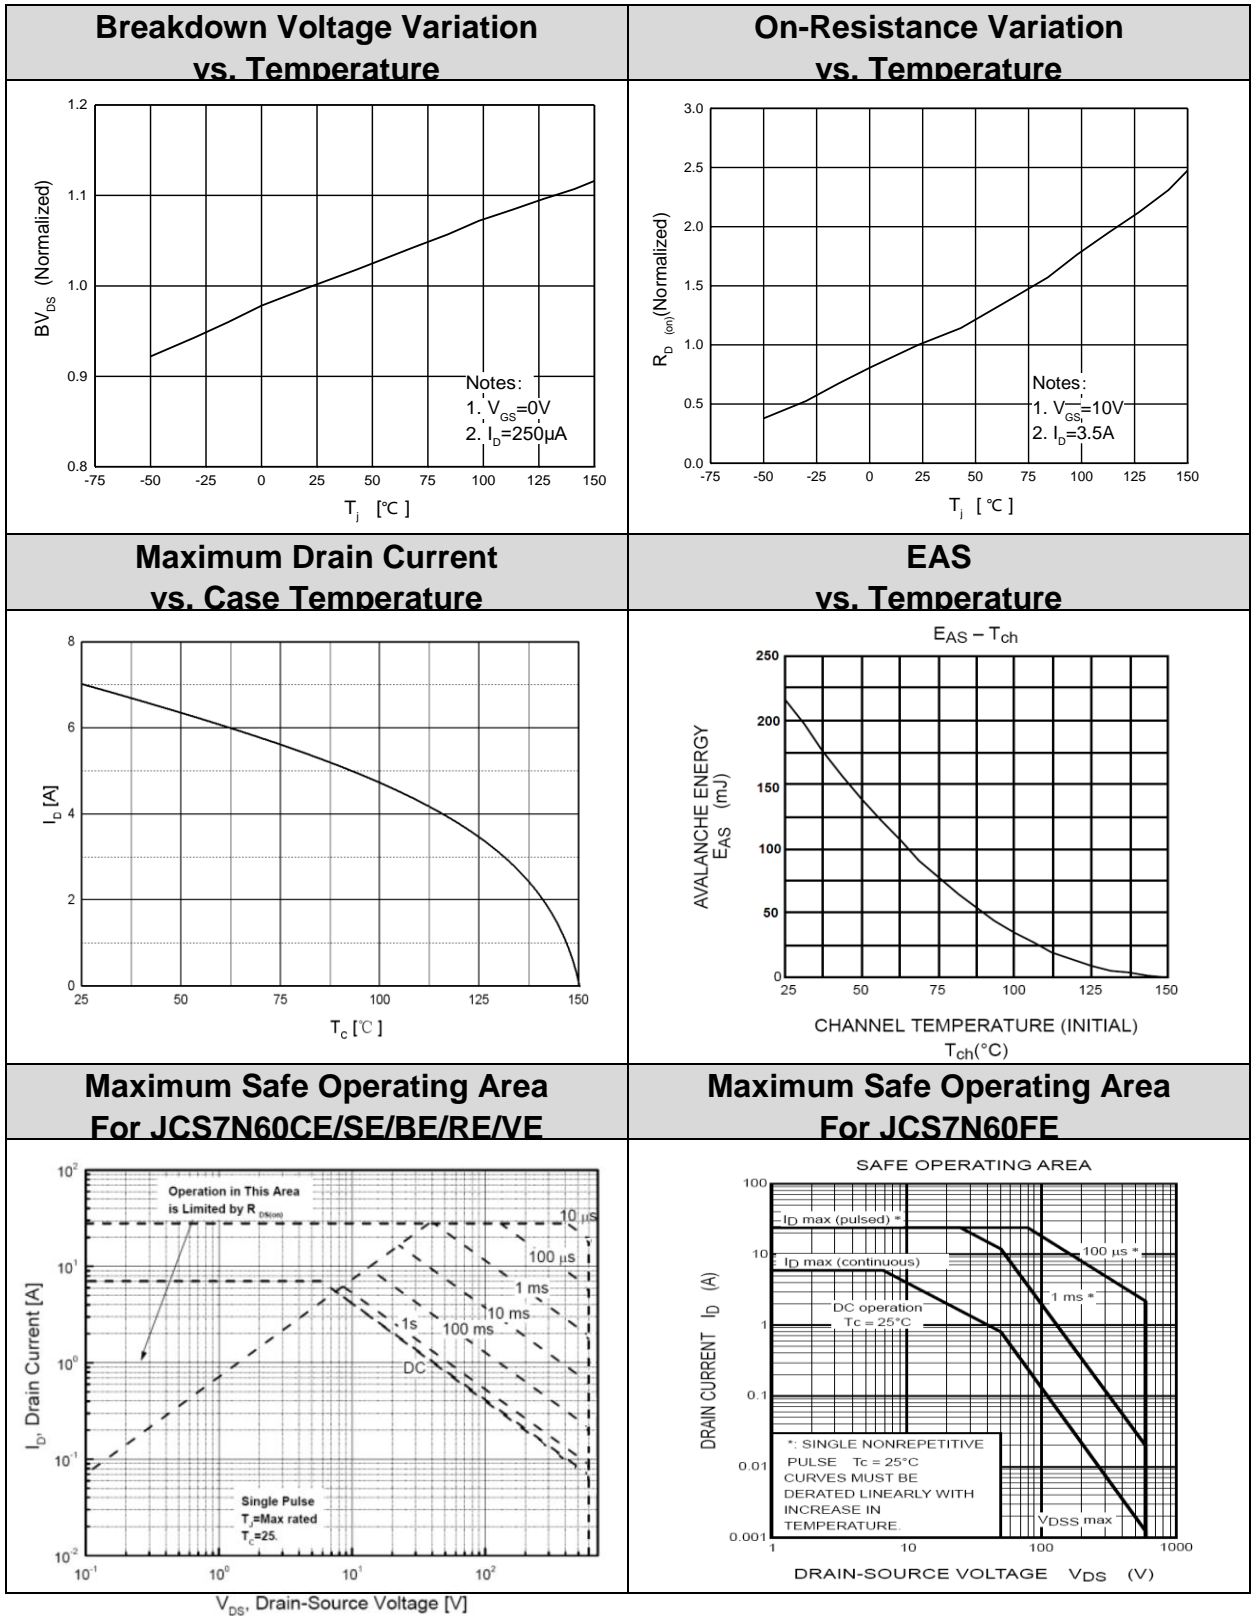 Breakdown Voltage Variation
vs. Temperature
On-Resistance Variation
vs. Temperature
1.2
1.1
1.0
0.9
0.8
-75 -50 -25 0 25 50 75 100 125 150
BV_DS (Normalized)
T_j [℃]
Notes:
1. V_GS=0V
2. I_D=250μA
3.0
2.5
2.0
1.5
1.0
0.5
0.0
-75 -50 -25 0 25 50 75 100 125 150
R_D (on)(Normalized)
T_j [℃]
Notes:
1. V_GS=10V
2. I_D=3.5A
Maximum Drain Current
vs. Case Temperature
EAS
vs. Temperature
8
6
4
2
0
25 50 75 100 125 150
I_D [A]
T_c [℃]
E_AS – T_ch
250
200
150
100
50
0
25 50 75 100 125 150
AVALANCHE ENERGY
E_AS (mJ)
CHANNEL TEMPERATURE (INITIAL)
T_ch(°C)
Maximum Safe Operating Area
For JCS7N60CE/SE/BE/RE/VE
Maximum Safe Operating Area
For JCS7N60FE
10²
10¹
10⁰
10⁻¹
10⁻²
10⁻¹ 10⁰ 10¹ 10²
I_D, Drain Current [A]
V_DS, Drain-Source Voltage [V]
Operation in This Area
is Limited by R_DS(on)
10 μs
100 μs
1 ms
10 ms
100 ms
1s
DC
Single Pulse
T_J=Max rated
T_C=25.
SAFE OPERATING AREA
100
10
1
0.1
0.01
0.001
1 10 100 1000
DRAIN CURRENT I_D (A)
DRAIN-SOURCE VOLTAGE V_DS (V)
I_D max (pulsed) *
I_D max (continuous)
100 μs *
1 ms *
DC operation
Tc = 25°C
*: SINGLE NONREPETITIVE
PULSE Tc = 25°C
CURVES MUST BE
DERATED LINEARLY WITH
INCREASE IN
TEMPERATURE.
V_DSS max